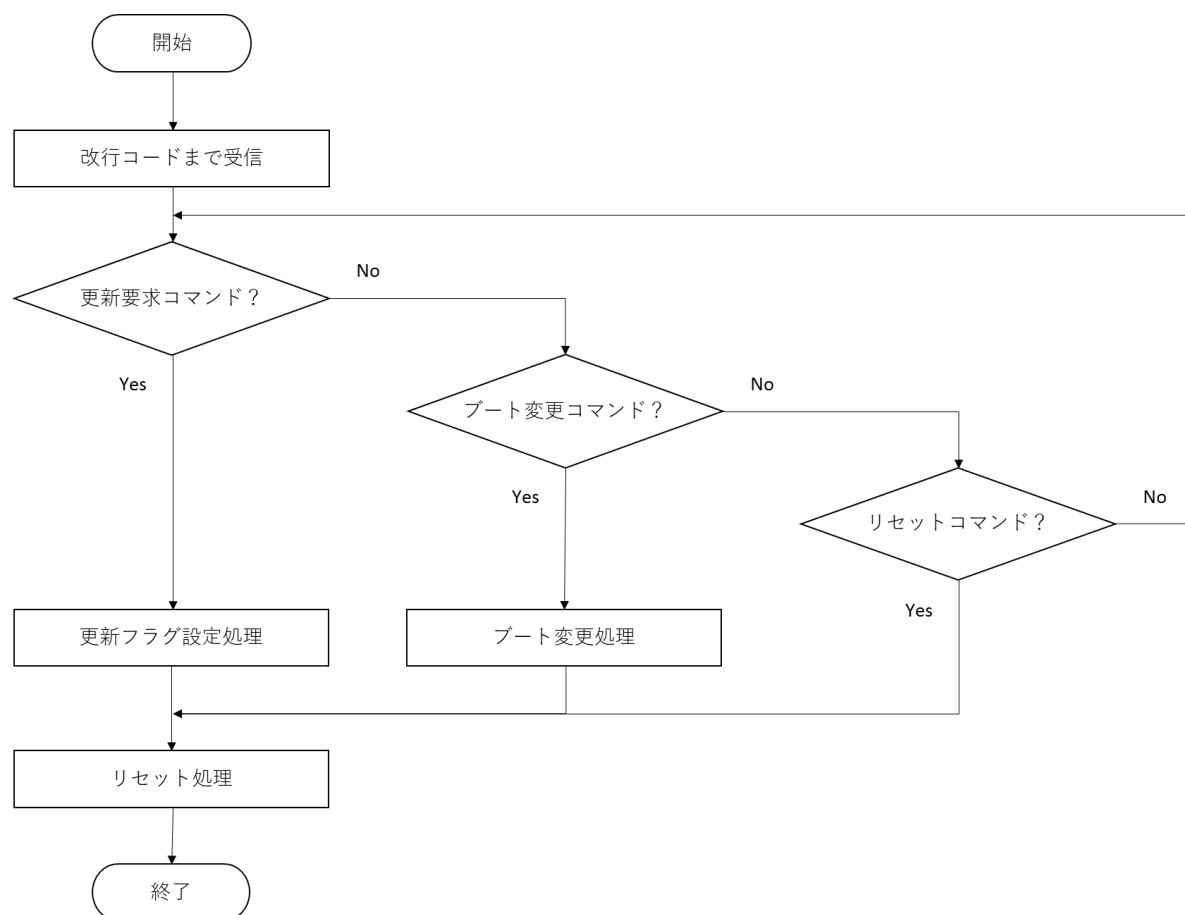 開始
改行コードまで受信
更新要求コマンド？
No
Yes
ブート変更コマンド？
No
Yes
リセットコマンド？
No
Yes
更新フラグ設定処理
ブート変更処理
リセット処理
終了